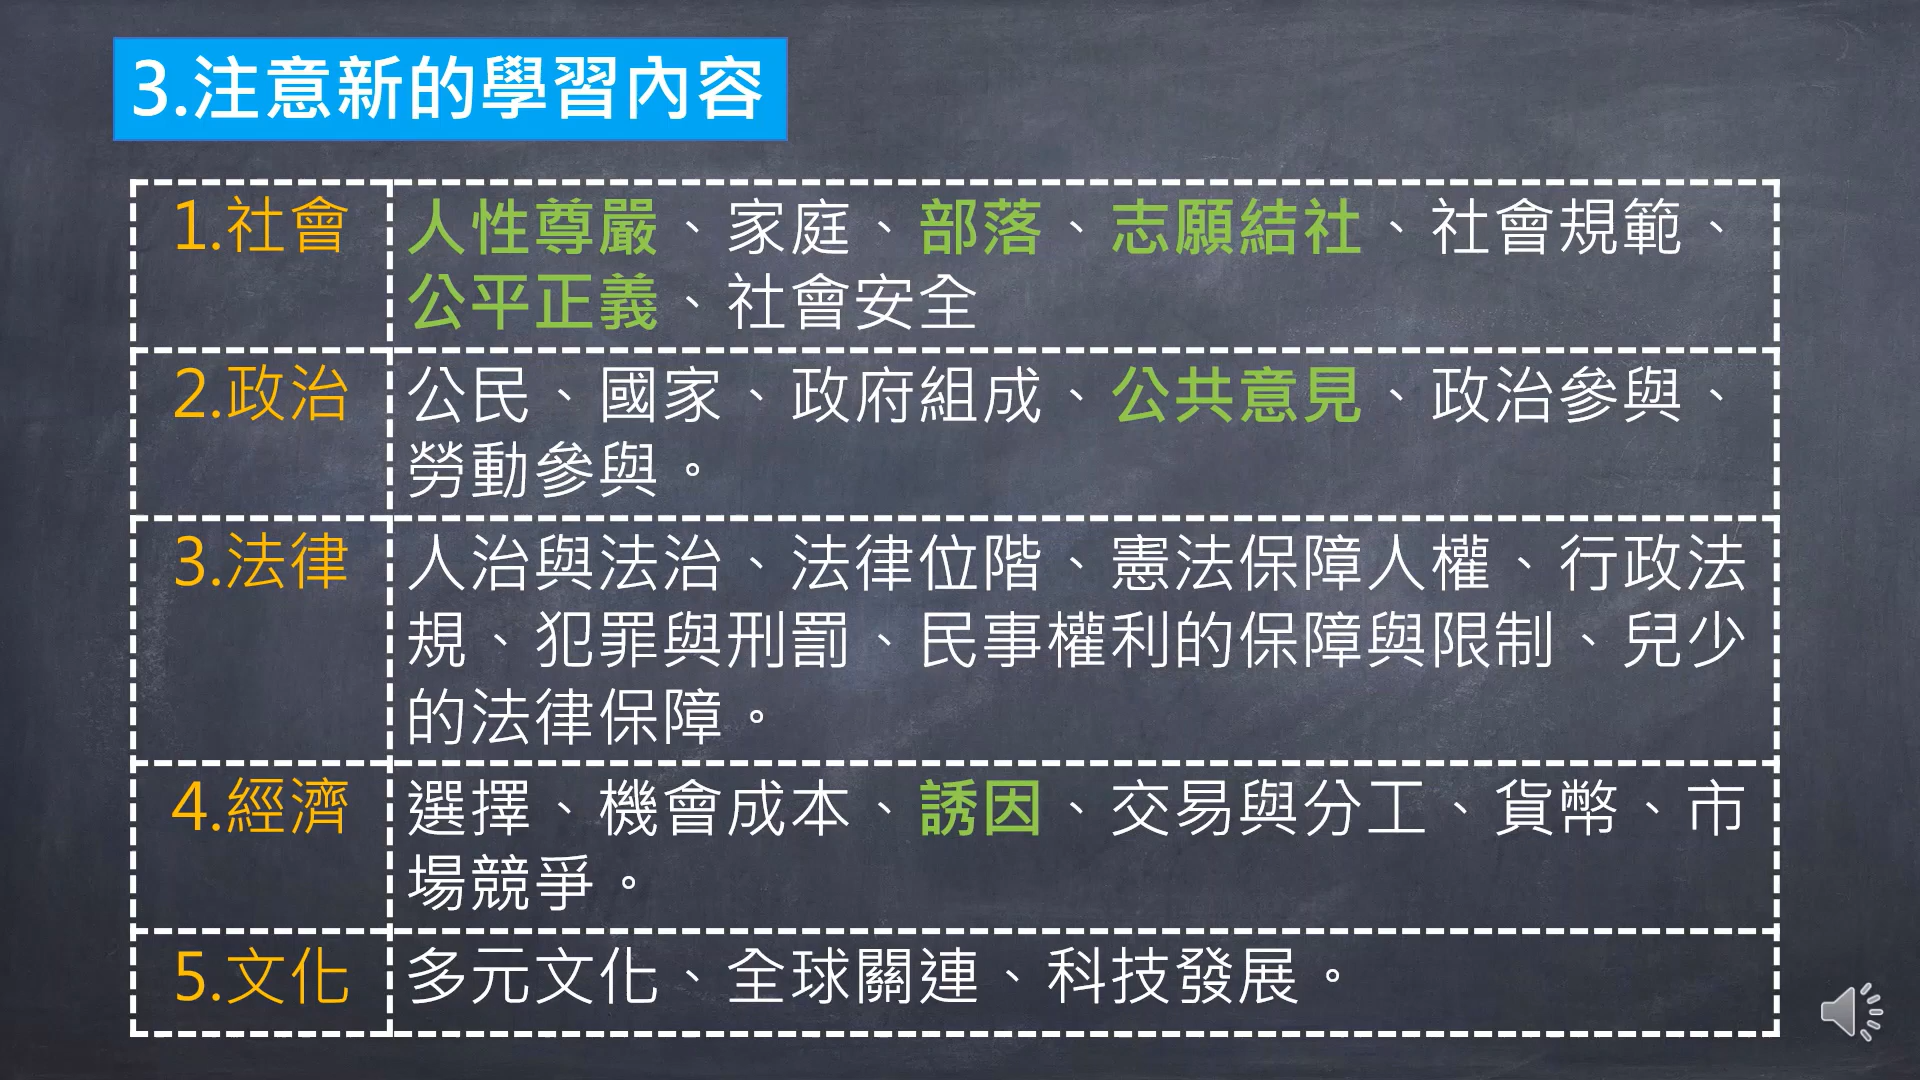 3.注意新的學習內容
1.社會
人性尊嚴、家庭、部落、志願結社、社會規範、
公平正義、社會安全
2.政治
公民、國家、政府組成、公共意見、政治參與、
勞動參與。
3.法律
人治與法治、法律位階、憲法保障人權、行政法
規、犯罪與刑罰、民事權利的保障與限制、兒少
的法律保障。
4.經濟
選擇、機會成本、誘因、交易與分工、貨幣、市
場競爭。
5.文化
多元文化、全球關連、科技發展。